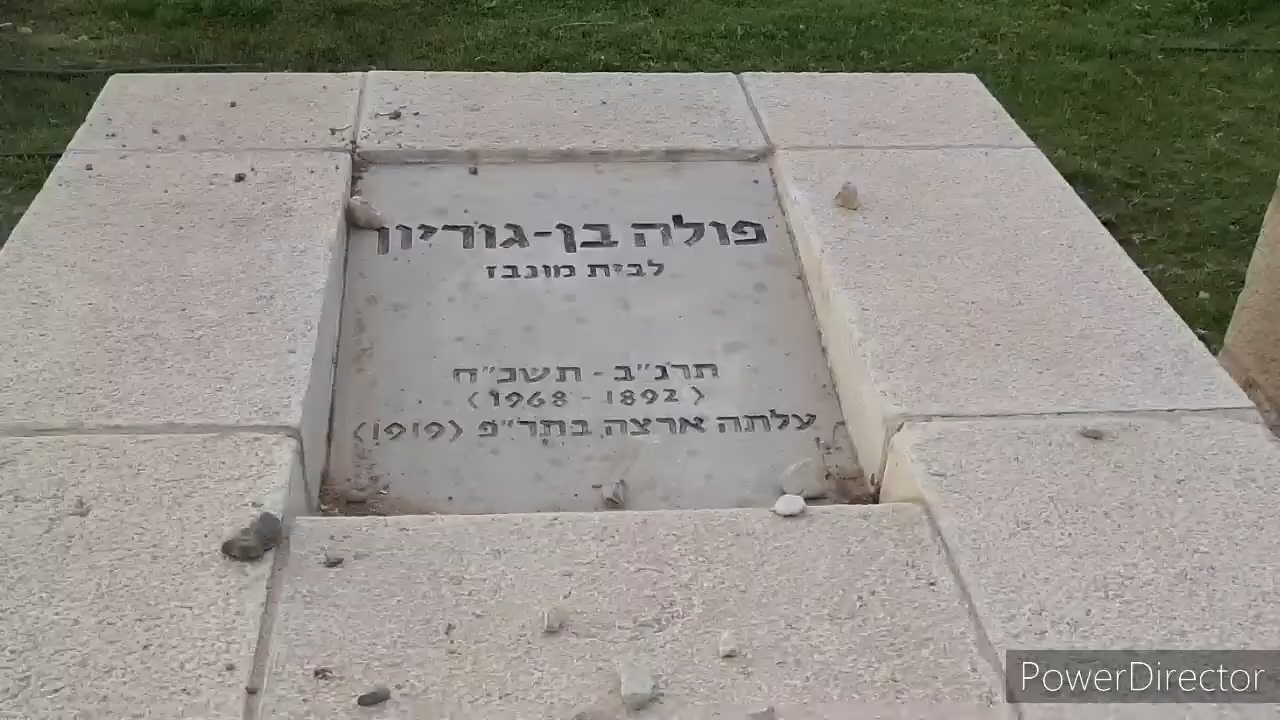 פולה בן-גוריון
לבית מונבז
תרנ"ב - תשכ"ח
(1892 - 1968)
עלתה ארצה בתר"פ (1919)
PowerDirector